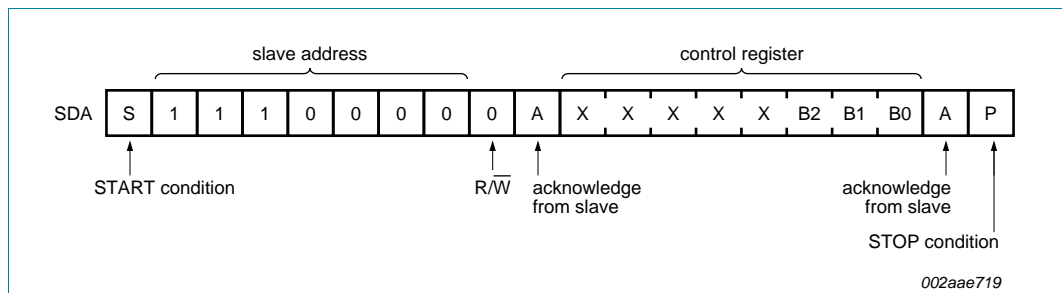 slave address control register
SDA S 1 1 1 0 0 0 0 0 A X X X X X B2 B1 B0 A P
START condition R/W̅ acknowledge from slave acknowledge from slave
STOP condition
002aae719